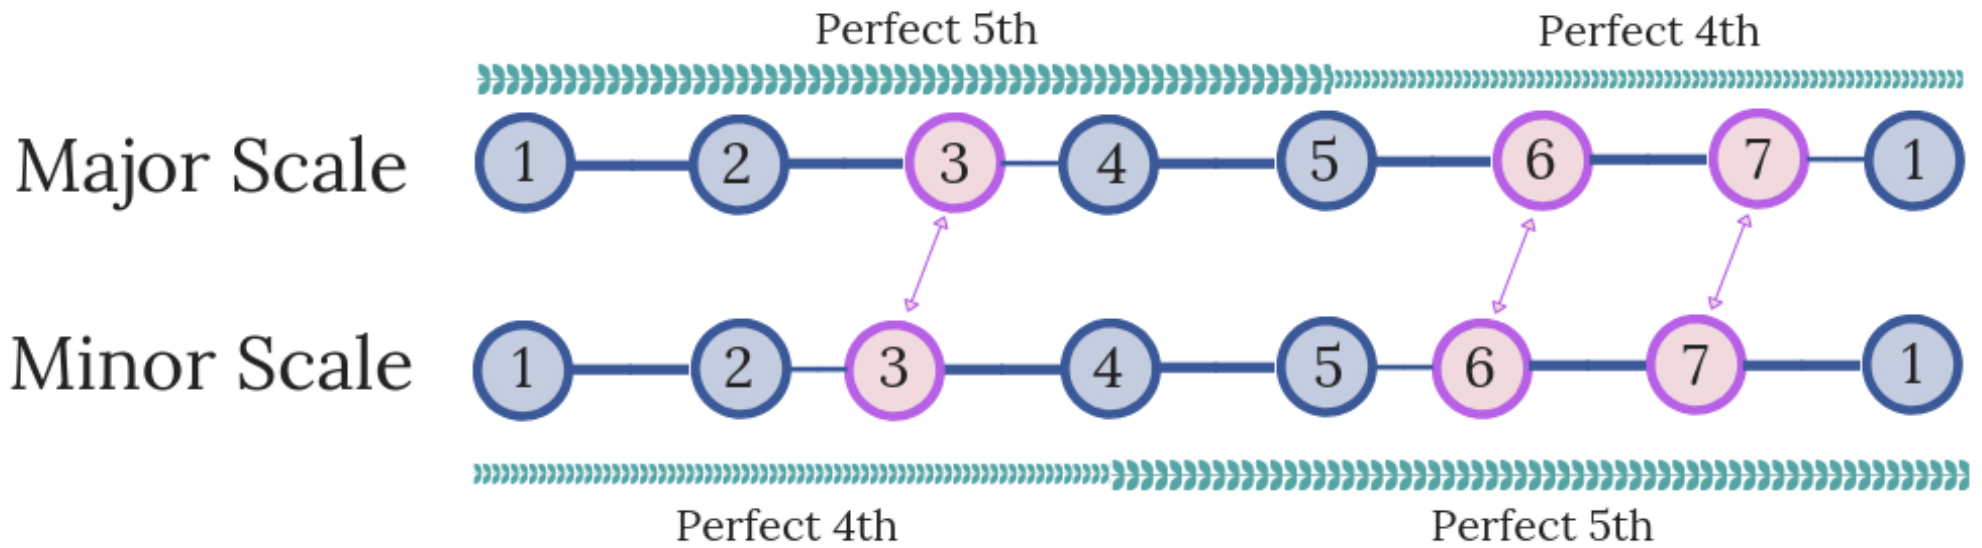 Perfect 5th Perfect 4th
Major Scale 1 2 3 4 5 6 7 1
Minor Scale 1 2 3 4 5 6 7 1
Perfect 4th Perfect 5th